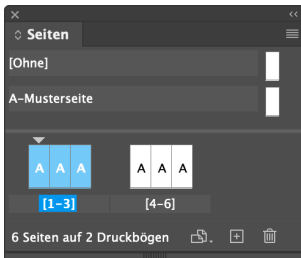 Seiten
[Ohne]
A-Musterseite
A A A A A A
[1-3] [4-6]
6 Seiten auf 2 Druckbögen